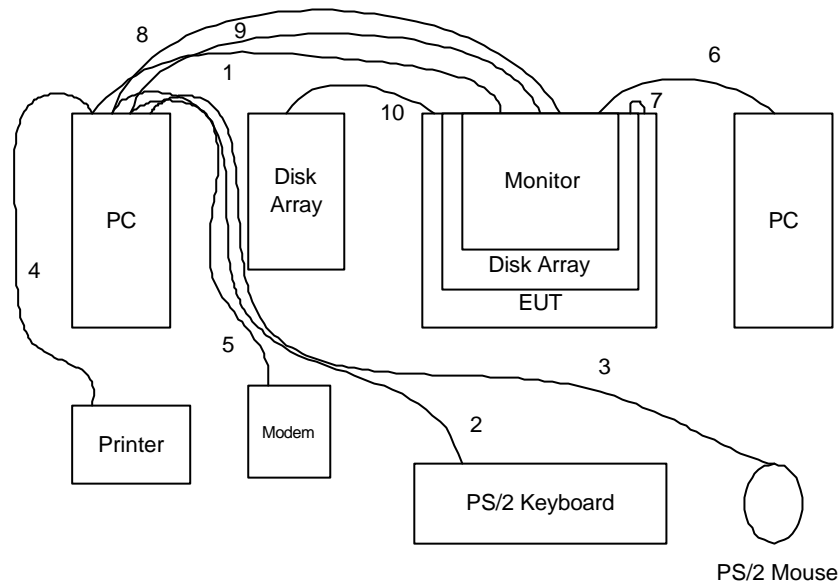 8
9
6
1
7
10
Disk
Array
Monitor
PC
PC
Disk Array
4
EUT
5
3
Printer
Modem
2
PS/2 Keyboard
PS/2 Mouse